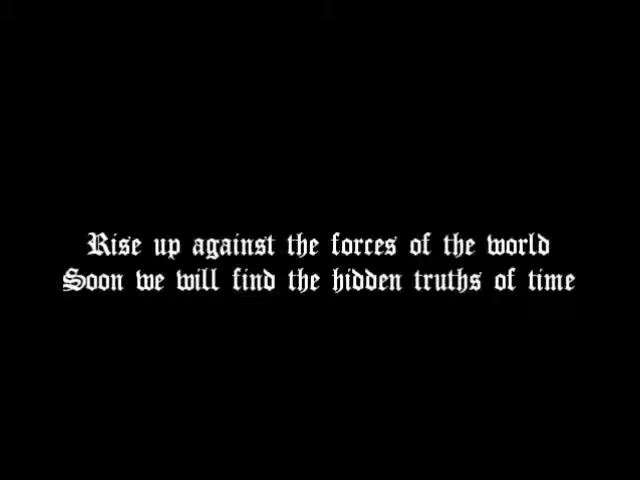 Rise up against the forces of the world
Soon we will find the hidden truths of time